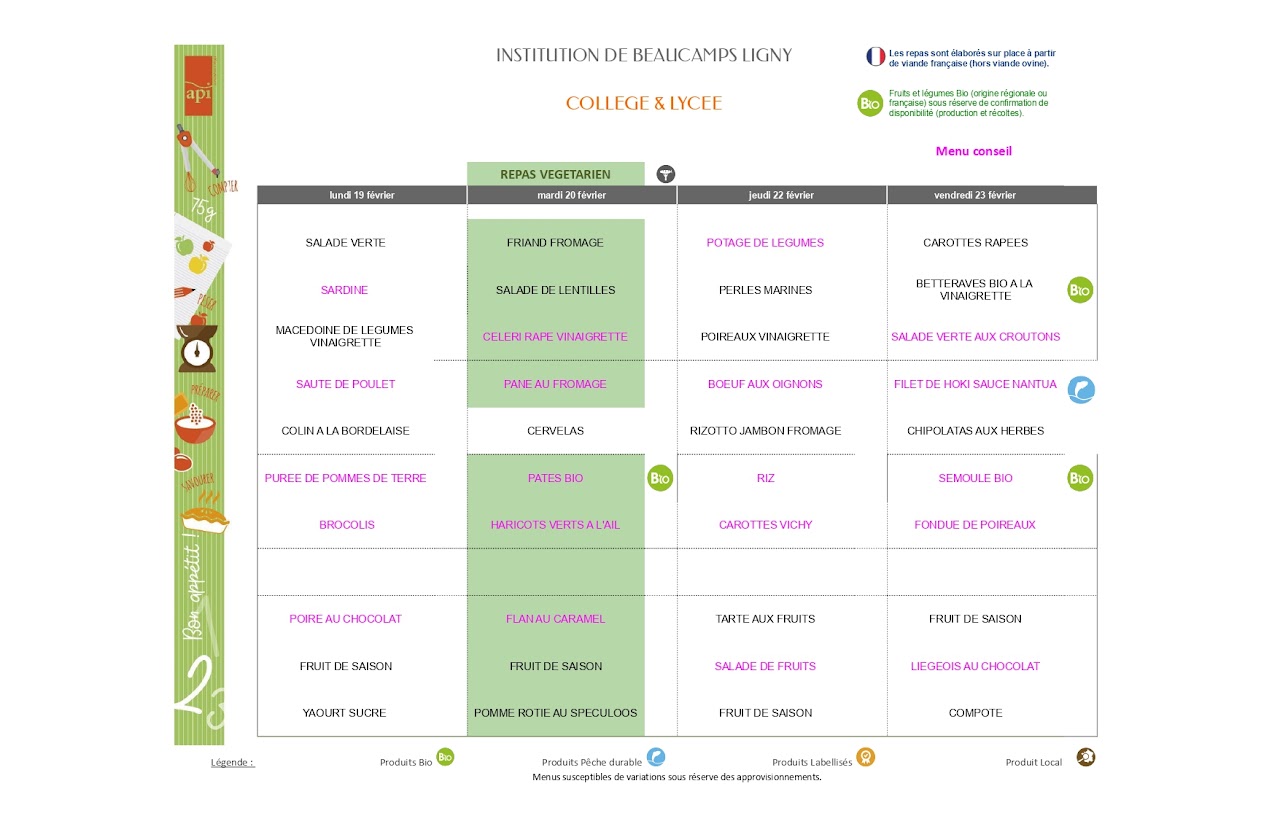 INSTITUTION DE BEAUCAMPS LIGNY
Les repas sont élaborés sur place à partir
de viande française (hors viande ovine).
api
COLLEGE & LYCEE
Bio
Fruits et légumes Bio (origine régionale ou
française) sous réserve de confirmation de
disponibilité (production et récoltes).
Menu conseil
COMPTER
75g
PESER
PRÉPARER
SAVOURER
Bon appétit !
REPAS VEGETARIEN
lundi 19 février mardi 20 février jeudi 22 février vendredi 23 février
SALADE VERTE FRIAND FROMAGE POTAGE DE LEGUMES CAROTTES RAPEES
SARDINE SALADE DE LENTILLES PERLES MARINES BETTERAVES BIO A LA
VINAIGRETTE Bio
MACEDOINE DE LEGUMES
VINAIGRETTE CELERI RAPE VINAIGRETTE POIREAUX VINAIGRETTE SALADE VERTE AUX CROUTONS
SAUTE DE POULET PANE AU FROMAGE BOEUF AUX OIGNONS FILET DE HOKI SAUCE NANTUA
COLIN A LA BORDELAISE CERVELAS RIZOTTO JAMBON FROMAGE CHIPOLATAS AUX HERBES
PUREE DE POMMES DE TERRE PATES BIO Bio RIZ SEMOULE BIO Bio
BROCOLIS HARICOTS VERTS A L'AIL CAROTTES VICHY FONDUE DE POIREAUX
POIRE AU CHOCOLAT FLAN AU CARAMEL TARTE AUX FRUITS FRUIT DE SAISON
FRUIT DE SAISON FRUIT DE SAISON SALADE DE FRUITS LIEGEOIS AU CHOCOLAT
YAOURT SUCRE POMME ROTIE AU SPECULOOS FRUIT DE SAISON COMPOTE
Légende : Produits Bio Bio Produits Pêche durable Produits Labellisés Produit Local
Menus susceptibles de variations sous réserve des approvisionnements.